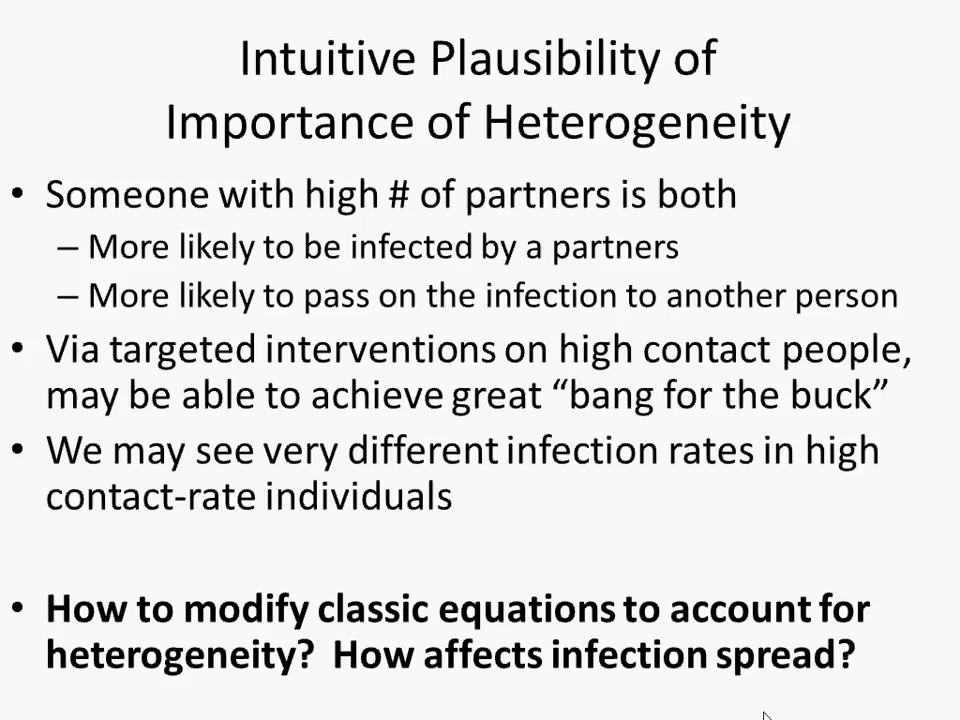 Intuitive Plausibility of
Importance of Heterogeneity
• Someone with high # of partners is both
– More likely to be infected by a partners
– More likely to pass on the infection to another person
• Via targeted interventions on high contact people,
may be able to achieve great “bang for the buck”
• We may see very different infection rates in high
contact-rate individuals
• How to modify classic equations to account for
heterogeneity?  How affects infection spread?